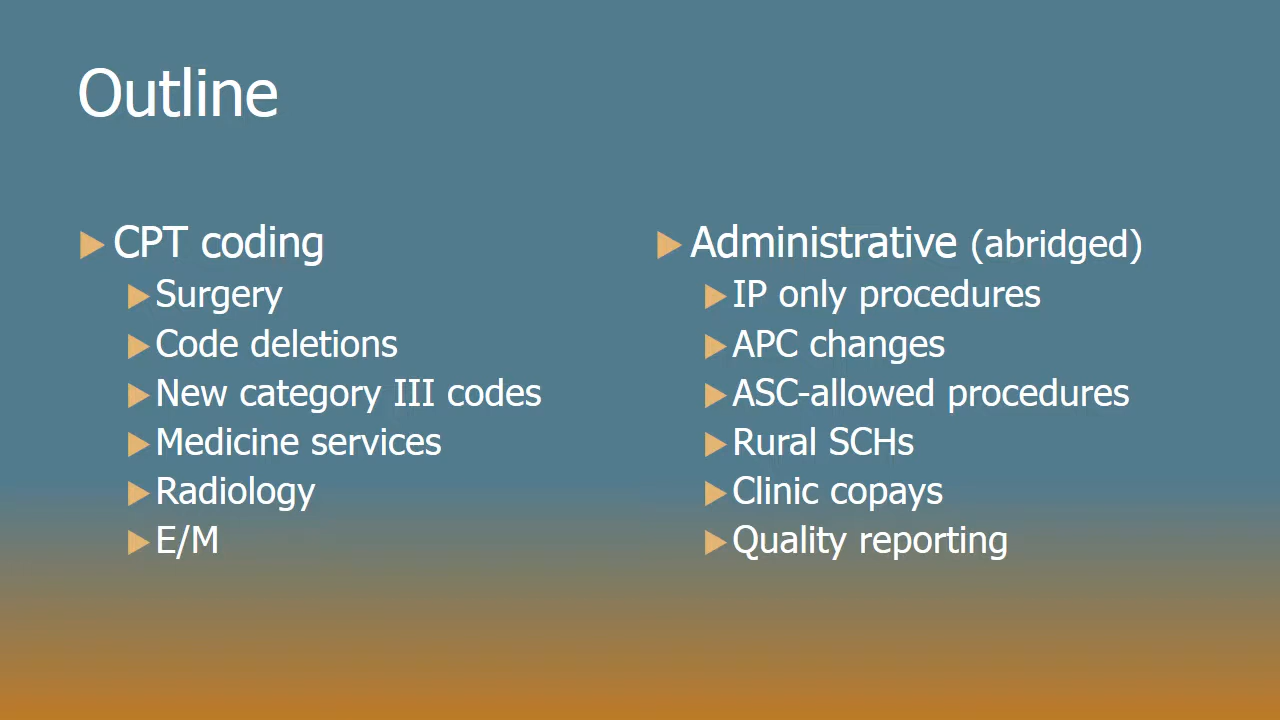 Outline
CPT coding
Surgery
Code deletions
New category III codes
Medicine services
Radiology
E/M
Administrative (abridged)
IP only procedures
APC changes
ASC-allowed procedures
Rural SCHs
Clinic copays
Quality reporting